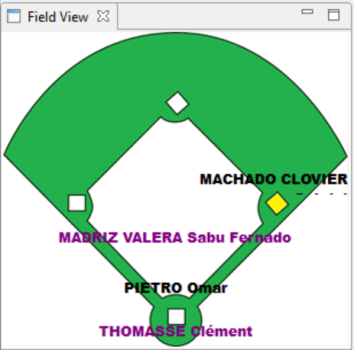 Field View
MACHADO CLOVIER
MADRIZ VALERA Sabu Fernado
PIETRO Omar
THOMASSE Clément